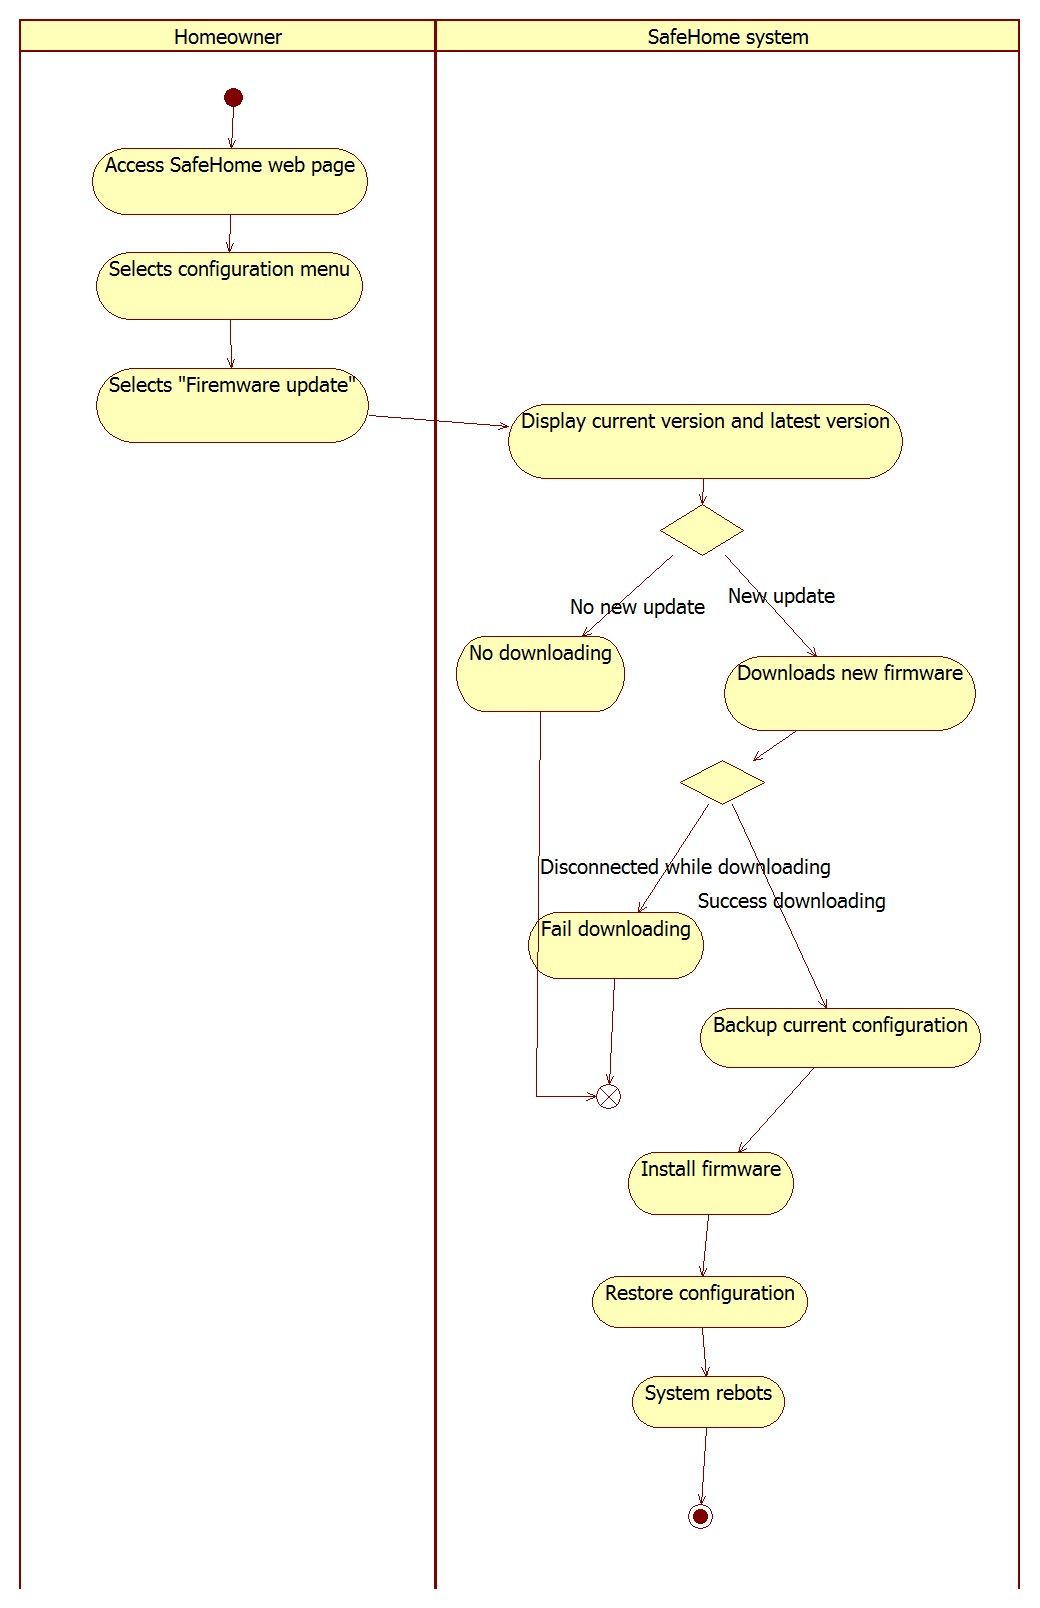 Homeowner
SafeHome system
Access SafeHome web page
Selects configuration menu
Selects "Firemware update"
Display current version and latest version
No new update
New update
No downloading
Downloads new firmware
Disconnected while downloading
Success downloading
Fail downloading
Backup current configuration
Install firmware
Restore configuration
System rebots